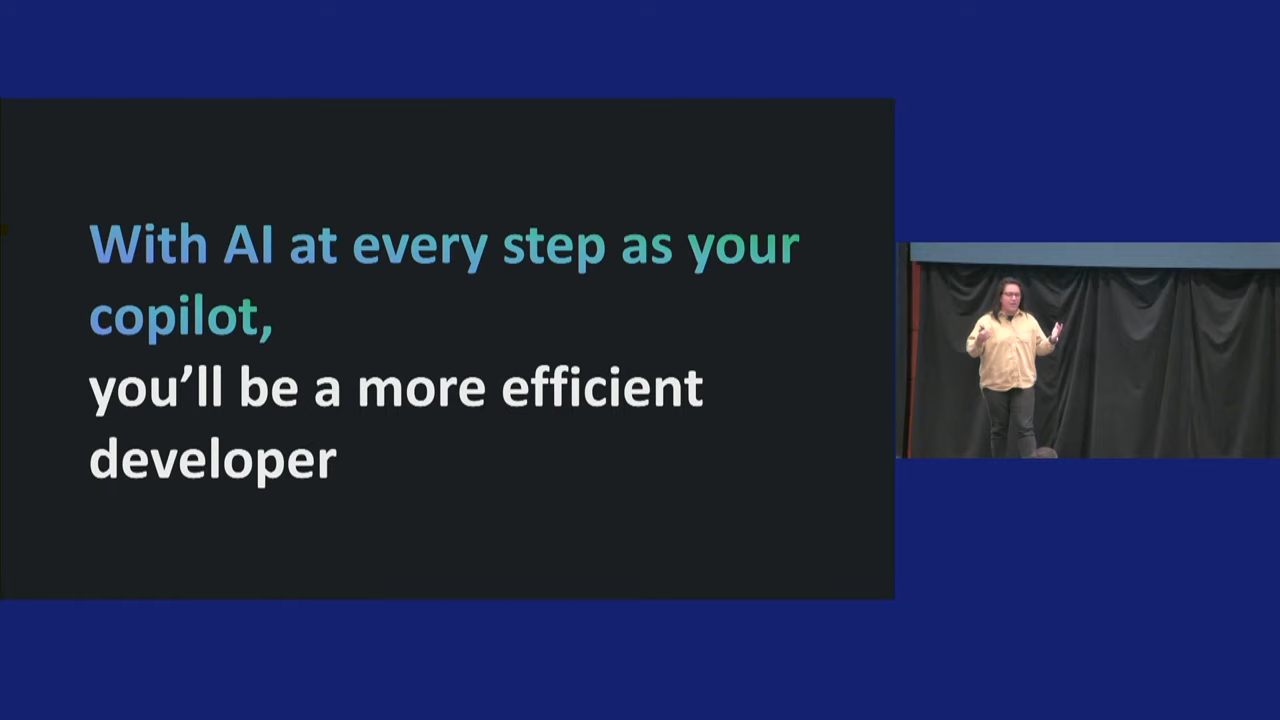 With AI at every step as your
copilot,
you’ll be a more efficient
developer